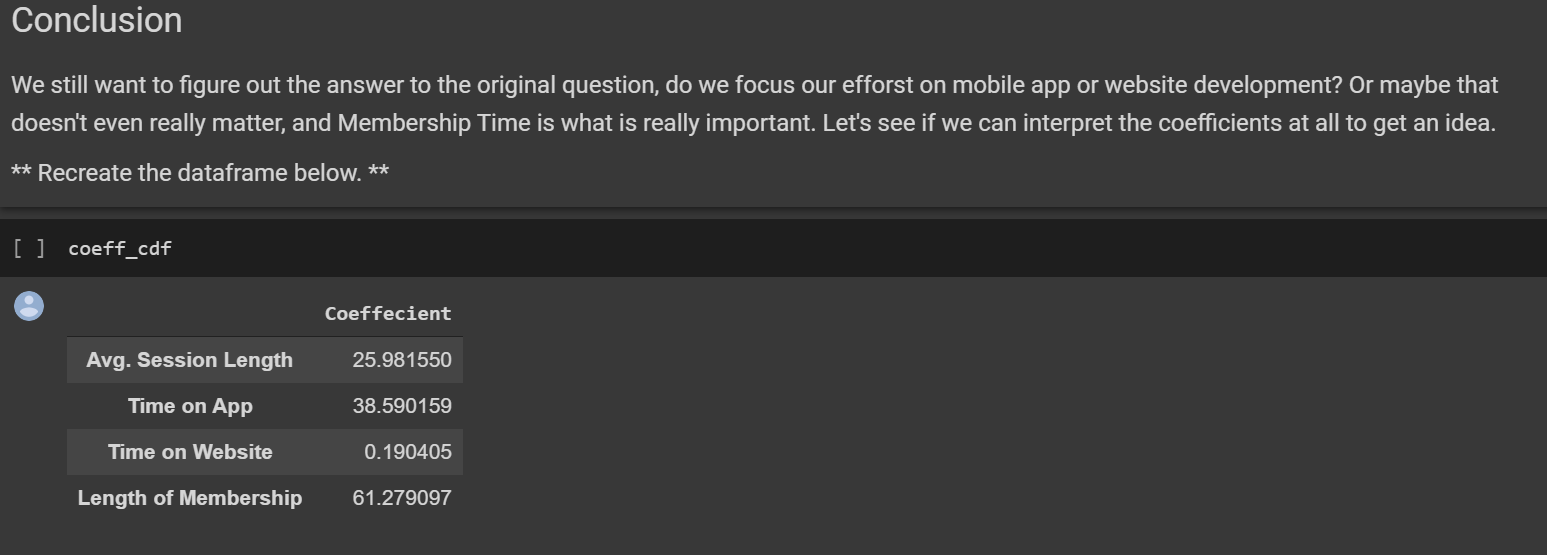 Conclusion
We still want to figure out the answer to the original question, do we focus our efforst on mobile app or website development? Or maybe that
doesn't even really matter, and Membership Time is what is really important. Let's see if we can interpret the coefficients at all to get an idea.
** Recreate the dataframe below. **
[ ] coeff_cdf
Coeffecient
Avg. Session Length 25.981550
Time on App 38.590159
Time on Website 0.190405
Length of Membership 61.279097